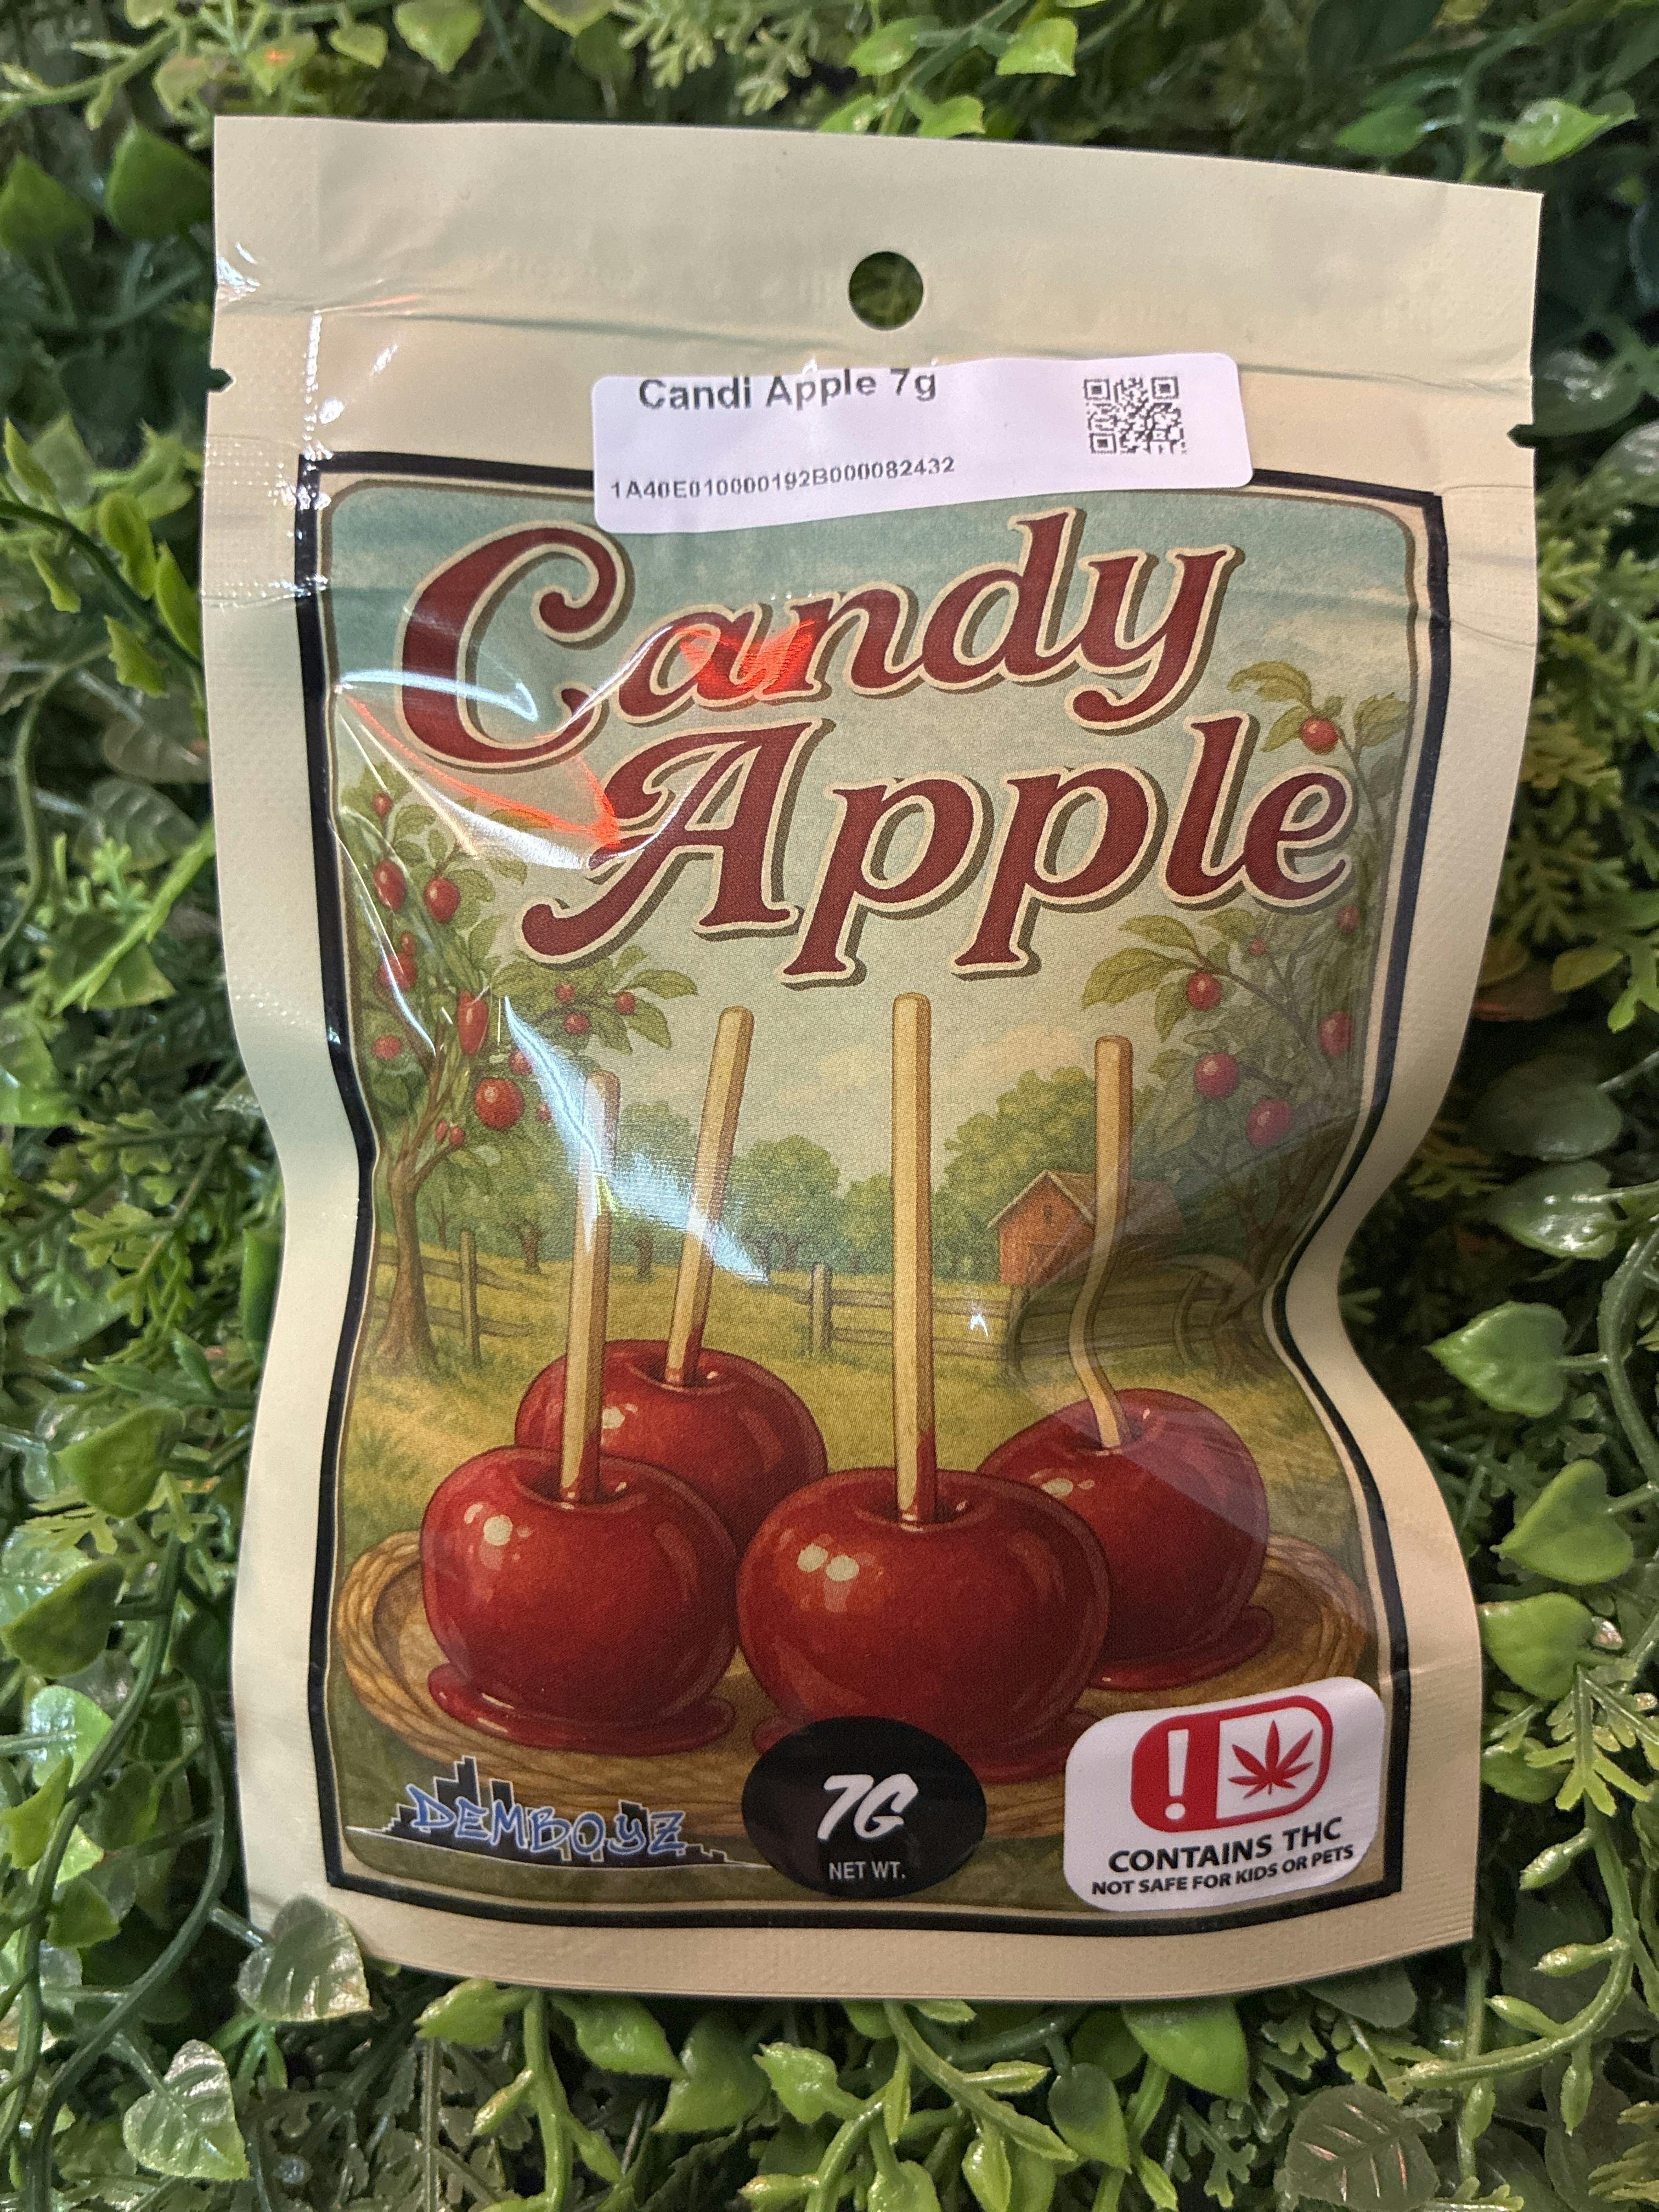 Candi Apple 7g
1A40E010000192B000082432
Candy
Apple
DEMBOYZ
7G
NET WT.
!
CONTAINS THC
NOT SAFE FOR KIDS OR PETS